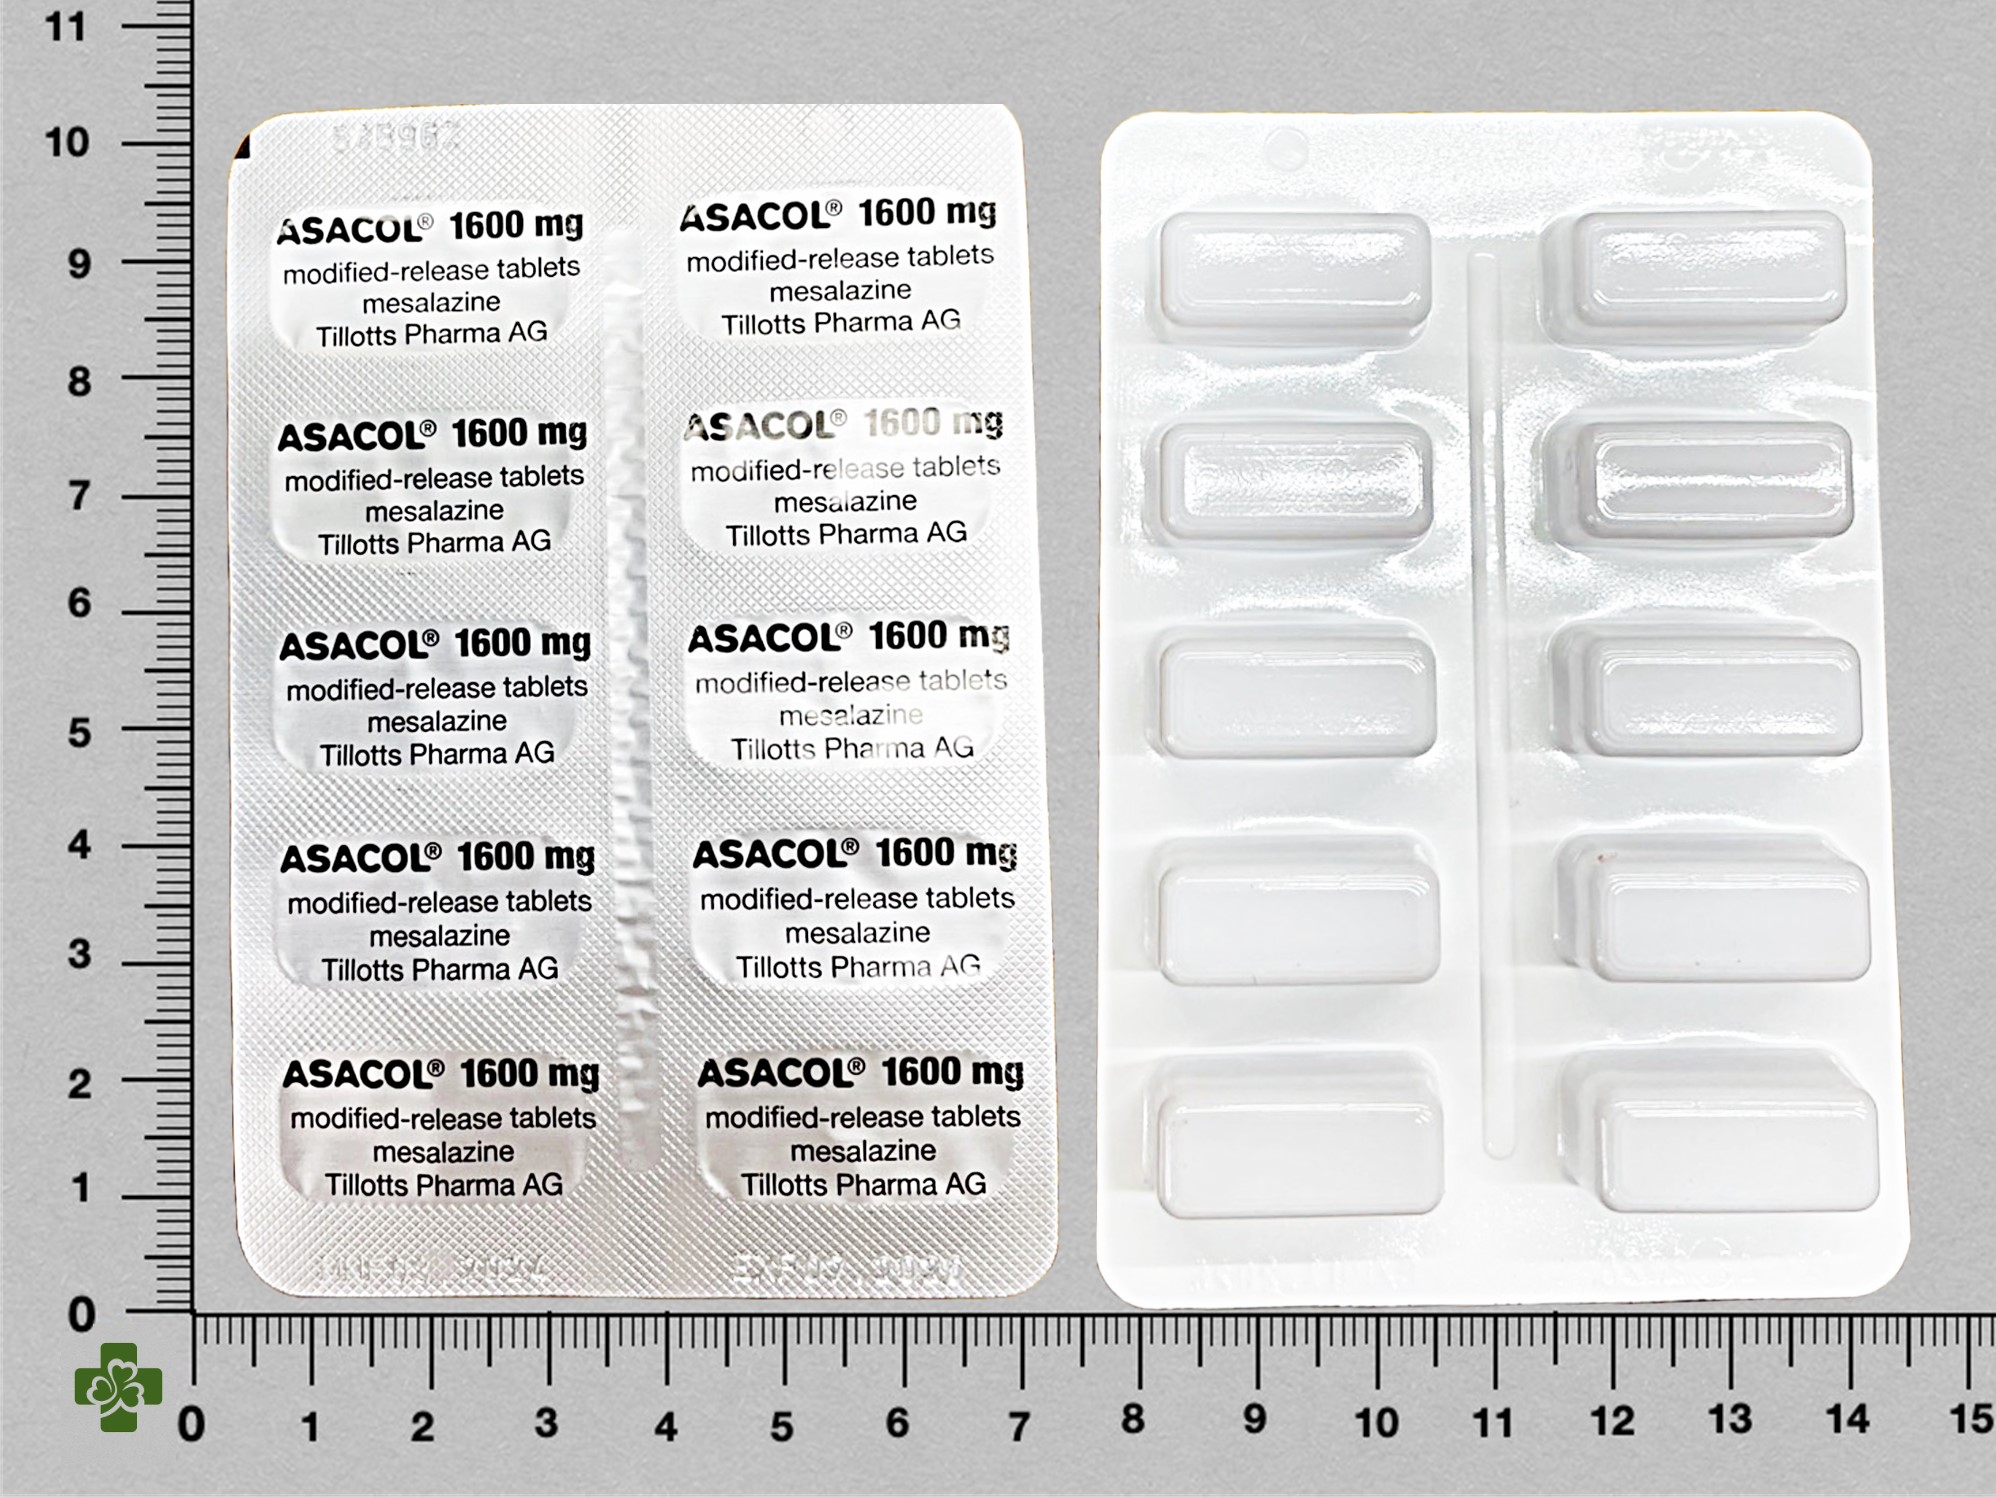 11
10
9
8
7
6
5
4
3
2
1
0
ASACOL® 1600 mg
modified-release tablets
mesalazine
Tillotts Pharma AG
ASACOL® 1600 mg
modified-release tablets
mesalazine
Tillotts Pharma AG
ASACOL® 1600 mg
modified-release tablets
mesalazine
Tillotts Pharma AG
ASACOL® 1600 mg
modified-release tablets
mesalazine
Tillotts Pharma AG
ASACOL® 1600 mg
modified-release tablets
mesalazine
Tillotts Pharma AG
ASACOL® 1600 mg
modified-release tablets
mesalazine
Tillotts Pharma AG
ASACOL® 1600 mg
modified-release tablets
mesalazine
Tillotts Pharma AG
ASACOL® 1600 mg
modified-release tablets
mesalazine
Tillotts Pharma AG
ASACOL® 1600 mg
modified-release tablets
mesalazine
Tillotts Pharma AG
ASACOL® 1600 mg
modified-release tablets
mesalazine
Tillotts Pharma AG
0 1 2 3 4 5 6 7 8 9 10 11 12 13 14 15